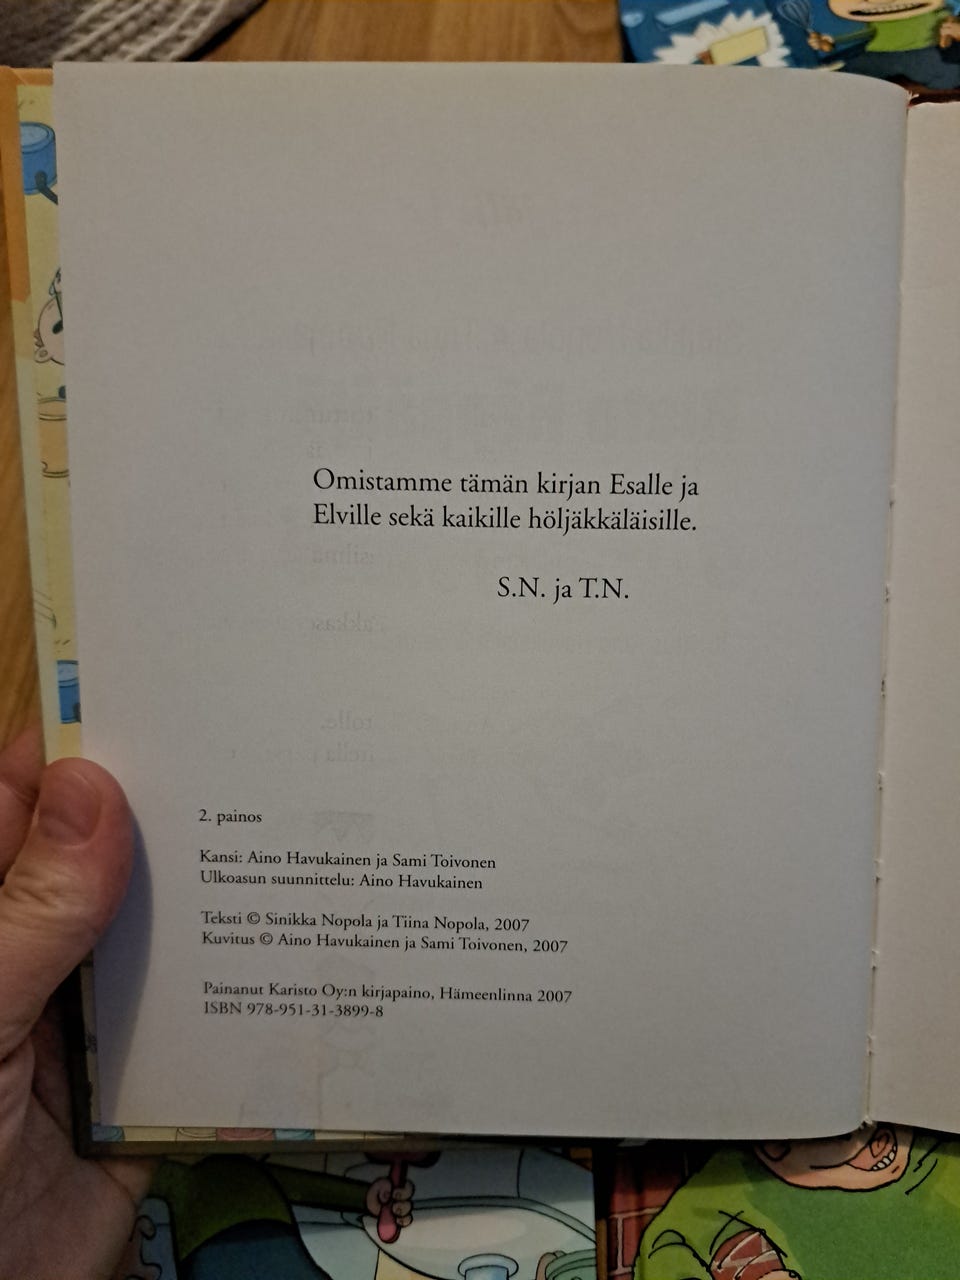 Omistamme tämän kirjan Esalle ja
Elville sekä kaikille höljäkkäläisille.
S.N. ja T.N.
2. painos
Kansi: Aino Havukainen ja Sami Toivonen
Ulkoasun suunnittelu: Aino Havukainen
Teksti © Sinikka Nopola ja Tiina Nopola, 2007
Kuvitus © Aino Havukainen ja Sami Toivonen, 2007
Painanut Karisto Oy:n kirjapaino, Hämeenlinna 2007
ISBN 978-951-31-3899-8